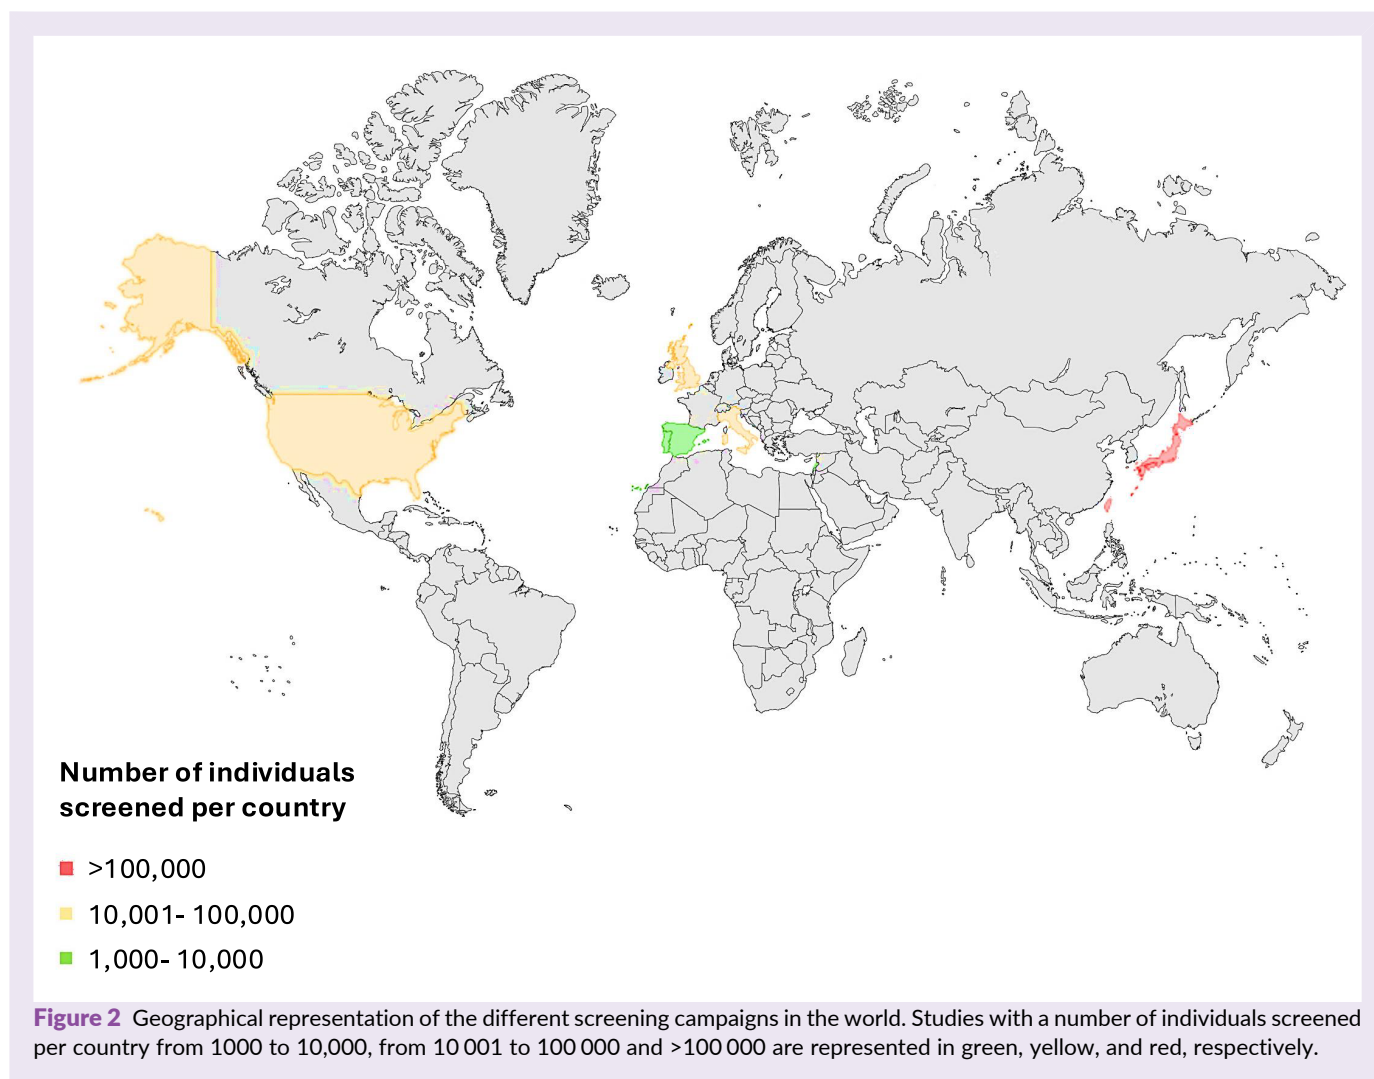 Number of individuals
screened per country
>100,000
10,001- 100,000
1,000- 10,000
Figure 2 Geographical representation of the different screening campaigns in the world. Studies with a number of individuals screened
per country from 1000 to 10,000, from 10 001 to 100 000 and >100 000 are represented in green, yellow, and red, respectively.